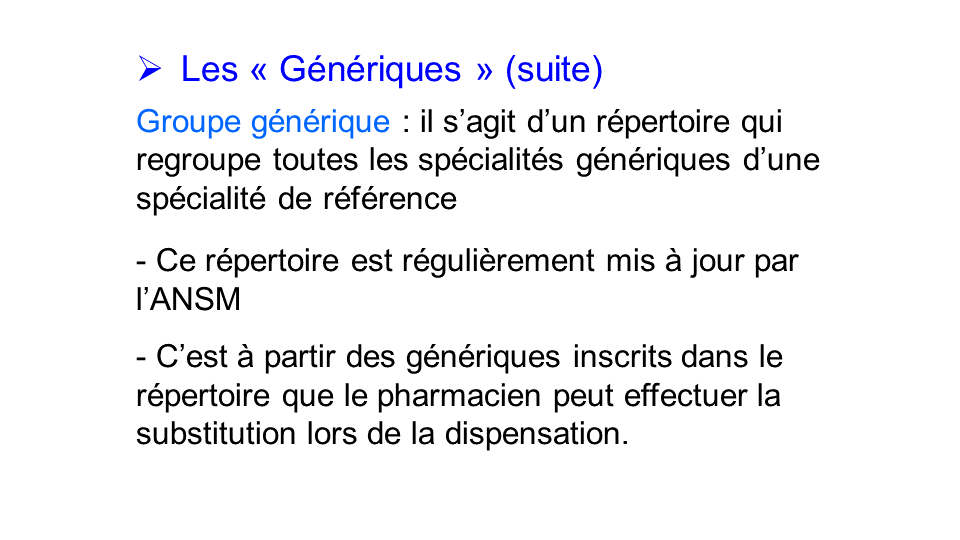 ➢ Les « Génériques » (suite)
Groupe générique : il s’agit d’un répertoire qui
regroupe toutes les spécialités génériques d’une
spécialité de référence
- Ce répertoire est régulièrement mis à jour par
l’ANSM
- C’est à partir des génériques inscrits dans le
répertoire que le pharmacien peut effectuer la
substitution lors de la dispensation.